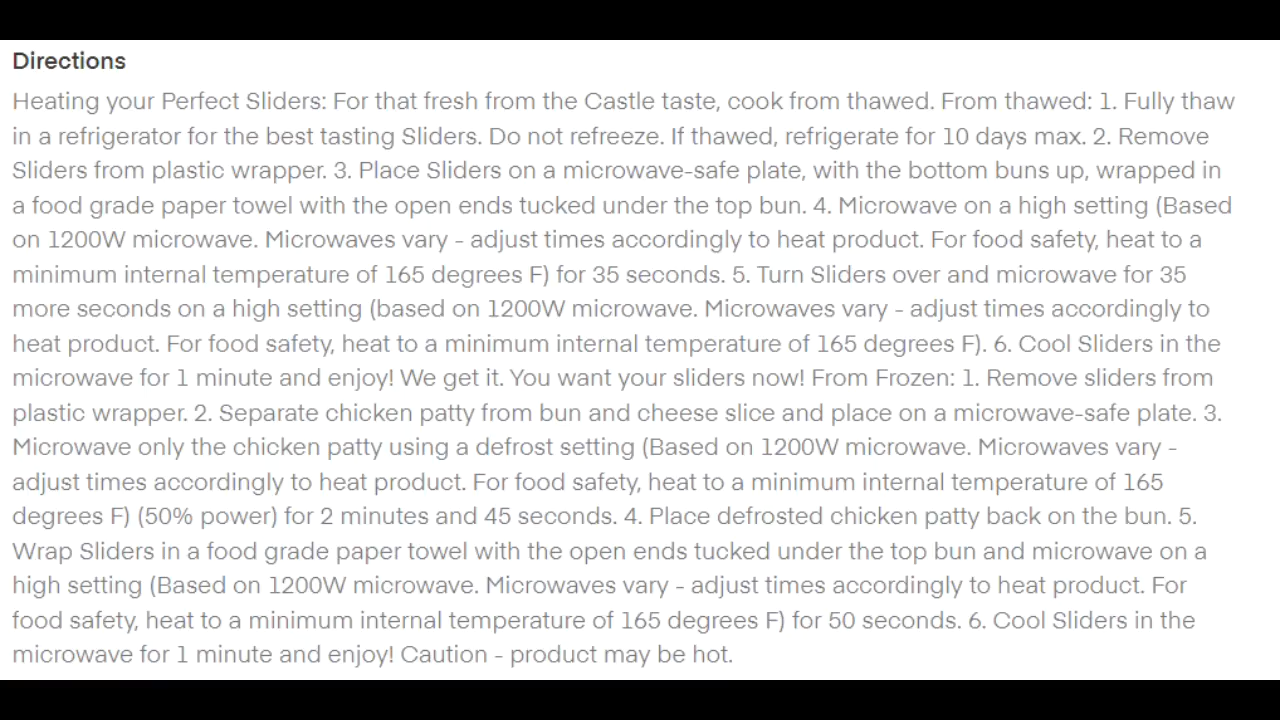 Directions
Heating your Perfect Sliders: For that fresh from the Castle taste, cook from thawed. From thawed: 1. Fully thaw
in a refrigerator for the best tasting Sliders. Do not refreeze. If thawed, refrigerate for 10 days max. 2. Remove
Sliders from plastic wrapper. 3. Place Sliders on a microwave-safe plate, with the bottom buns up, wrapped in
a food grade paper towel with the open ends tucked under the top bun. 4. Microwave on a high setting (Based
on 1200W microwave. Microwaves vary - adjust times accordingly to heat product. For food safety, heat to a
minimum internal temperature of 165 degrees F) for 35 seconds. 5. Turn Sliders over and microwave for 35
more seconds on a high setting (based on 1200W microwave. Microwaves vary - adjust times accordingly to
heat product. For food safety, heat to a minimum internal temperature of 165 degrees F). 6. Cool Sliders in the
microwave for 1 minute and enjoy! We get it. You want your sliders now! From Frozen: 1. Remove sliders from
plastic wrapper. 2. Separate chicken patty from bun and cheese slice and place on a microwave-safe plate. 3.
Microwave only the chicken patty using a defrost setting (Based on 1200W microwave. Microwaves vary -
adjust times accordingly to heat product. For food safety, heat to a minimum internal temperature of 165
degrees F) (50% power) for 2 minutes and 45 seconds. 4. Place defrosted chicken patty back on the bun. 5.
Wrap Sliders in a food grade paper towel with the open ends tucked under the top bun and microwave on a
high setting (Based on 1200W microwave. Microwaves vary - adjust times accordingly to heat product. For
food safety, heat to a minimum internal temperature of 165 degrees F) for 50 seconds. 6. Cool Sliders in the
microwave for 1 minute and enjoy! Caution - product may be hot.